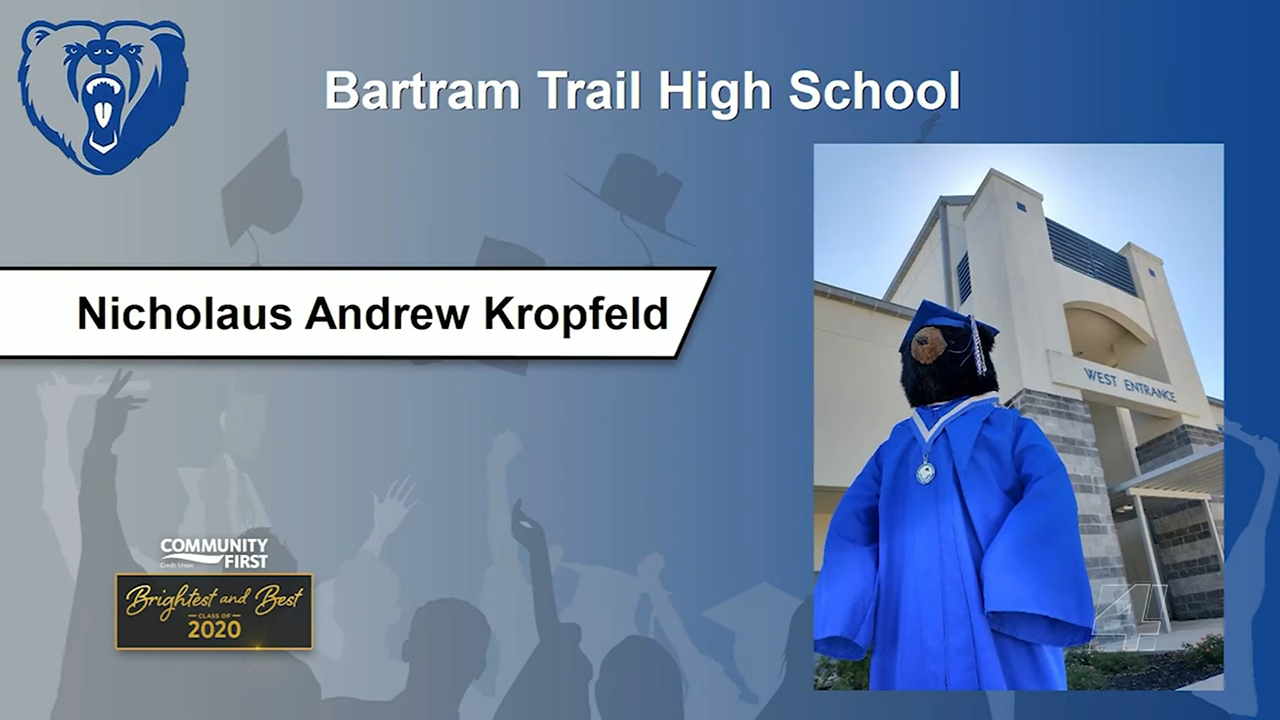 Bartram Trail High School
Nicholaus Andrew Kropfeld
WEST ENTRANCE
COMMUNITY
FIRST
Credit Union
Brightest and Best
CLASS OF
2020
4